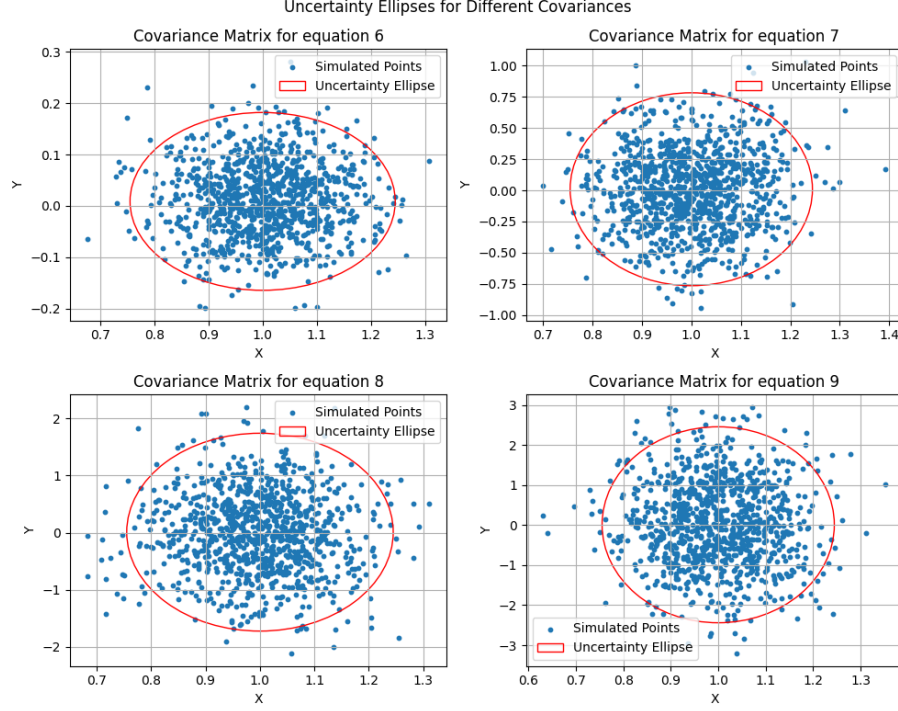 Uncertainty Ellipses for Different Covariances
Covariance Matrix for equation 6
Simulated Points
Uncertainty Ellipse
Y
0.3
0.2
0.1
0.0
−0.1
−0.2
0.7 0.8 0.9 1.0 1.1 1.2 1.3
X
Covariance Matrix for equation 7
Simulated Points
Uncertainty Ellipse
Y
1.00
0.75
0.50
0.25
0.00
−0.25
−0.50
−0.75
−1.00
0.7 0.8 0.9 1.0 1.1 1.2 1.3 1.4
X
Covariance Matrix for equation 8
Simulated Points
Uncertainty Ellipse
Y
2
1
0
−1
−2
0.7 0.8 0.9 1.0 1.1 1.2 1.3
X
Covariance Matrix for equation 9
Y
3
2
1
0
−1
−2
−3
Simulated Points
Uncertainty Ellipse
0.6 0.7 0.8 0.9 1.0 1.1 1.2 1.3
X